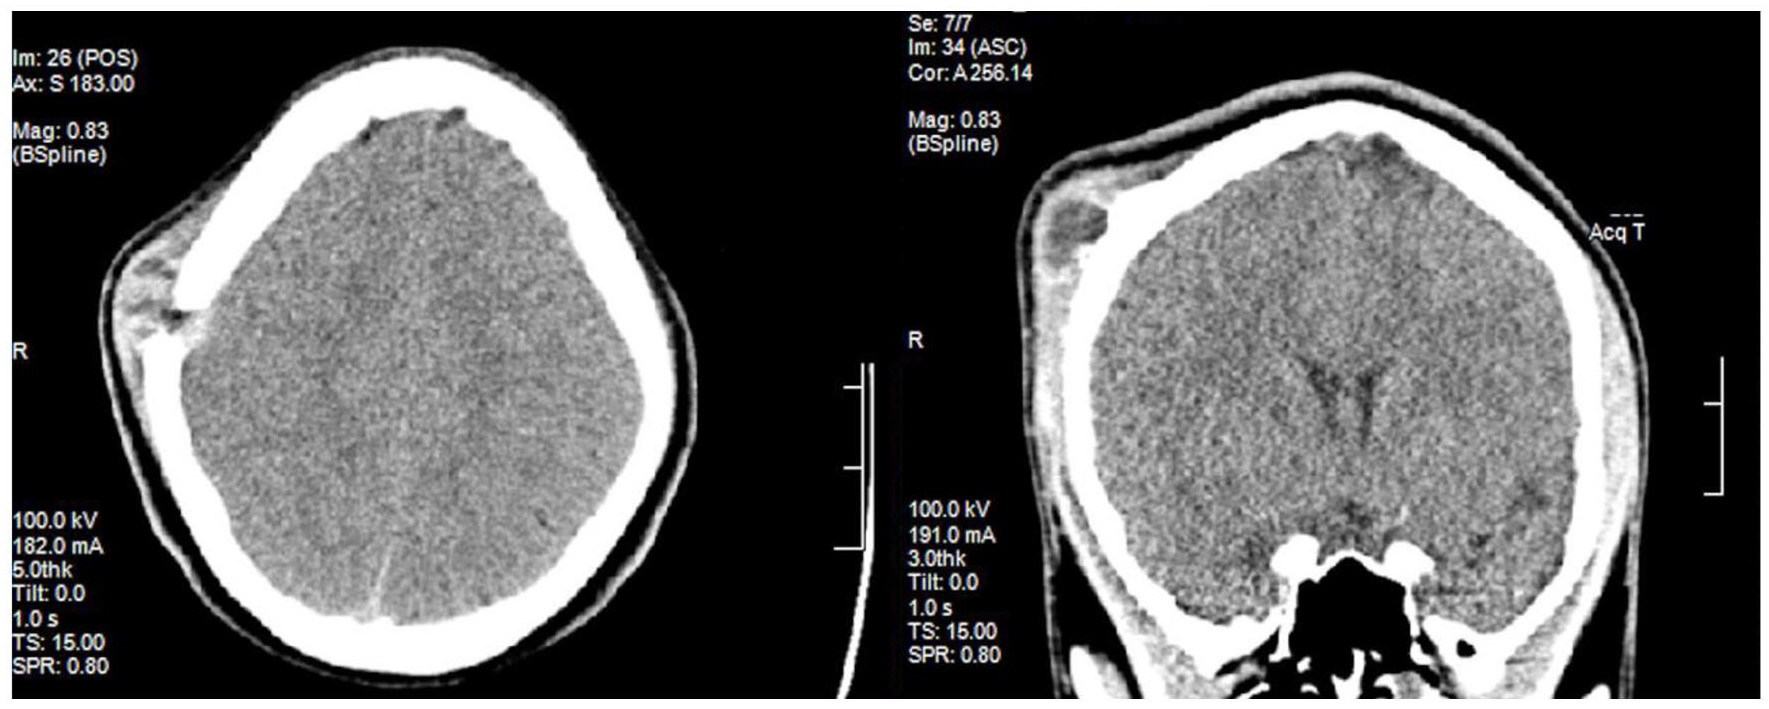 Im: 26 (POS)
Ax: S 183.00
Mag: 0.83
(BSpline)
R
100.0 kV
182.0 mA
5.0thk
Tilt: 0.0
1.0 s
TS: 15.00
SPR: 0.80
Se: 7/7
Im: 34 (ASC)
Cor: A 256.14
Mag: 0.83
(BSpline)
Acq T
R
100.0 kV
191.0 mA
3.0thk
Tilt: 0.0
1.0 s
TS: 15.00
SPR: 0.80